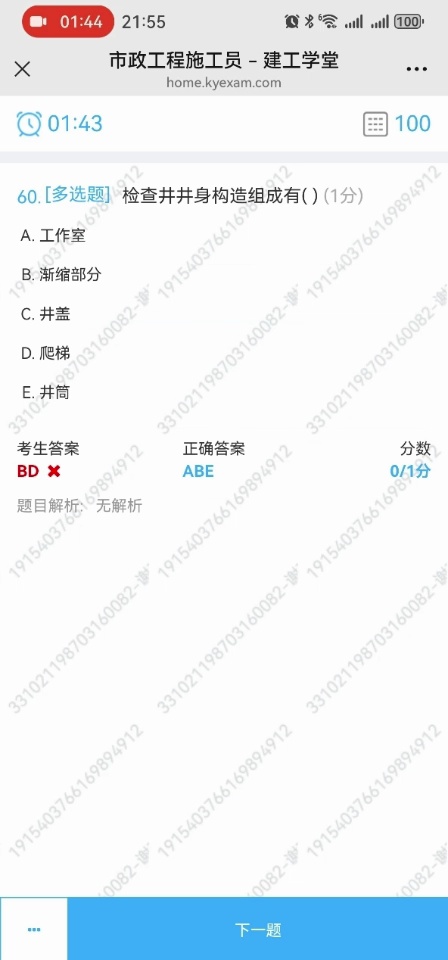 01:44 21:55 6 100
市政工程施工员 – 建工学堂
home.kyexam.com
01:43 100
60. [多选题] 检查井井身构造组成有( ) (1分)
A. 工作室
B. 渐缩部分
C. 井盖
D. 爬梯
E. 井筒
考生答案 正确答案 分数
BD ABE 0/1分
题目解析: 无解析
下一题
191540376616989491​2
331021198703160082-